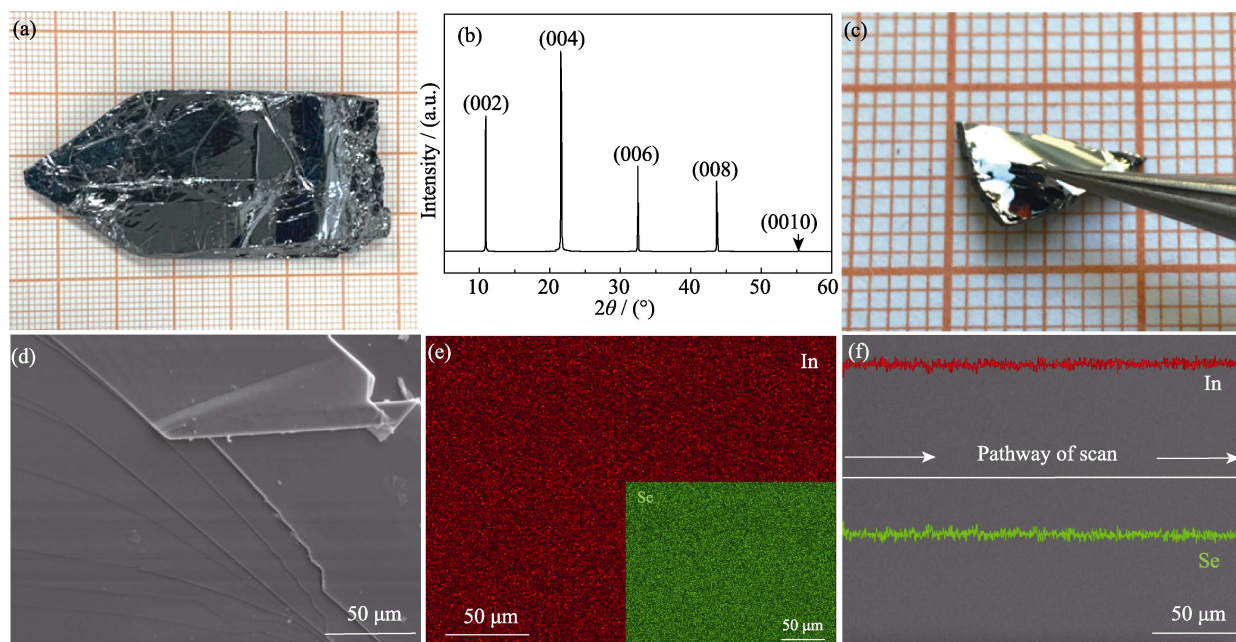 (a)
(b)
(002)
(004)
(006)
(008)
(0010)
Intensity / (a.u.)
10
20
30
40
50
60
2θ / (°)
(c)
(d)
50 μm
(e)
In
Se
50 μm
50 μm
(f)
In
Pathway of scan
Se
50 μm